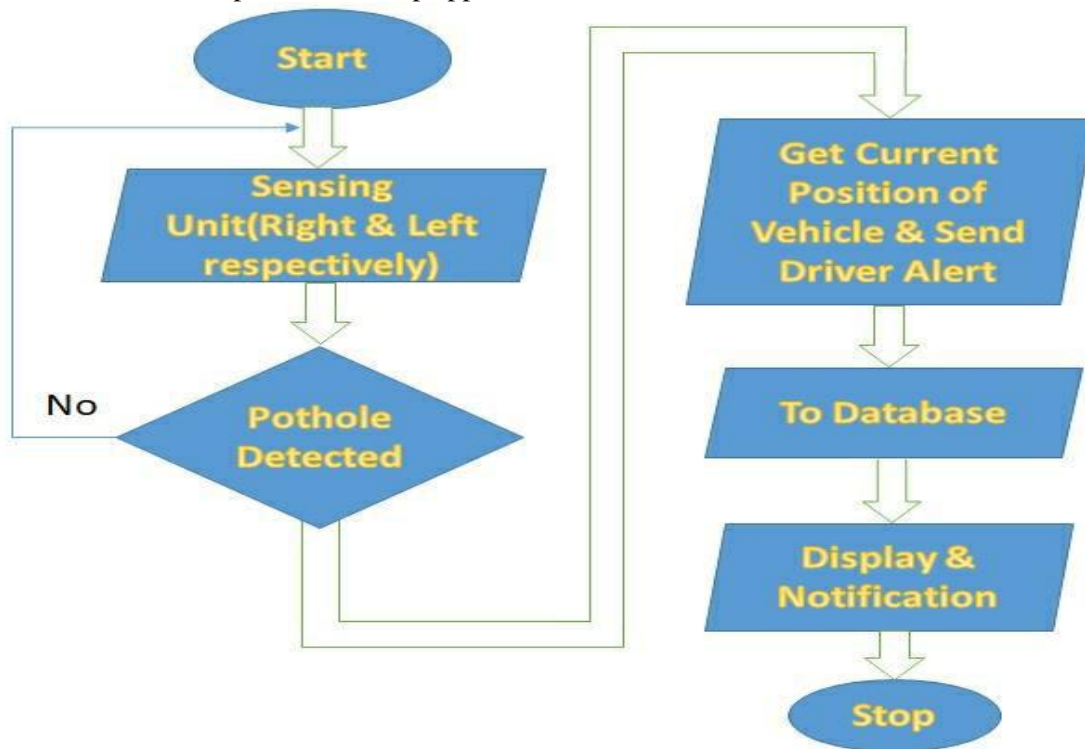 Start
Sensing
Unit(Right & Left
respectively)
No
Pothole
Detected
Get Current
Position of
Vehicle & Send
Driver Alert
To Database
Display &
Notification
Stop